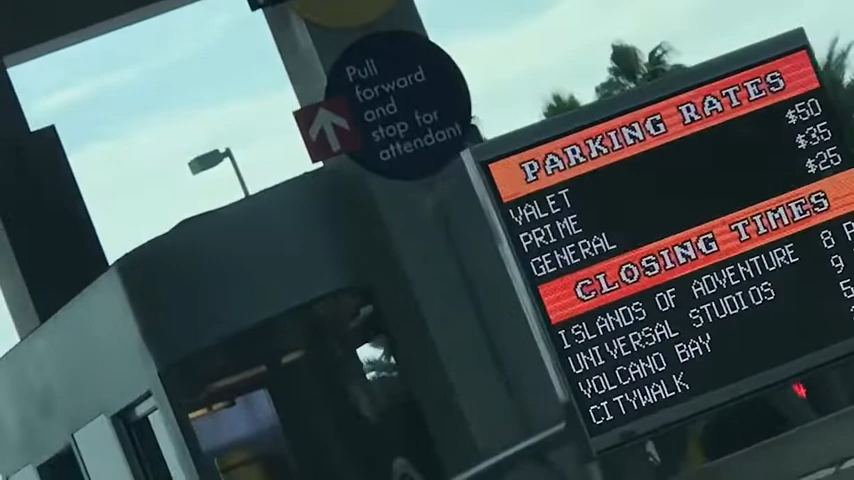 Pull
forward
and
stop for
attendant
PARKING RATES
VALET $50
PRIME $35
GENERAL $25
CLOSING TIMES
ISLANDS OF ADVENTURE 8 P
UNIVERSAL STUDIOS 9
VOLCANO BAY 5
CITYWALK